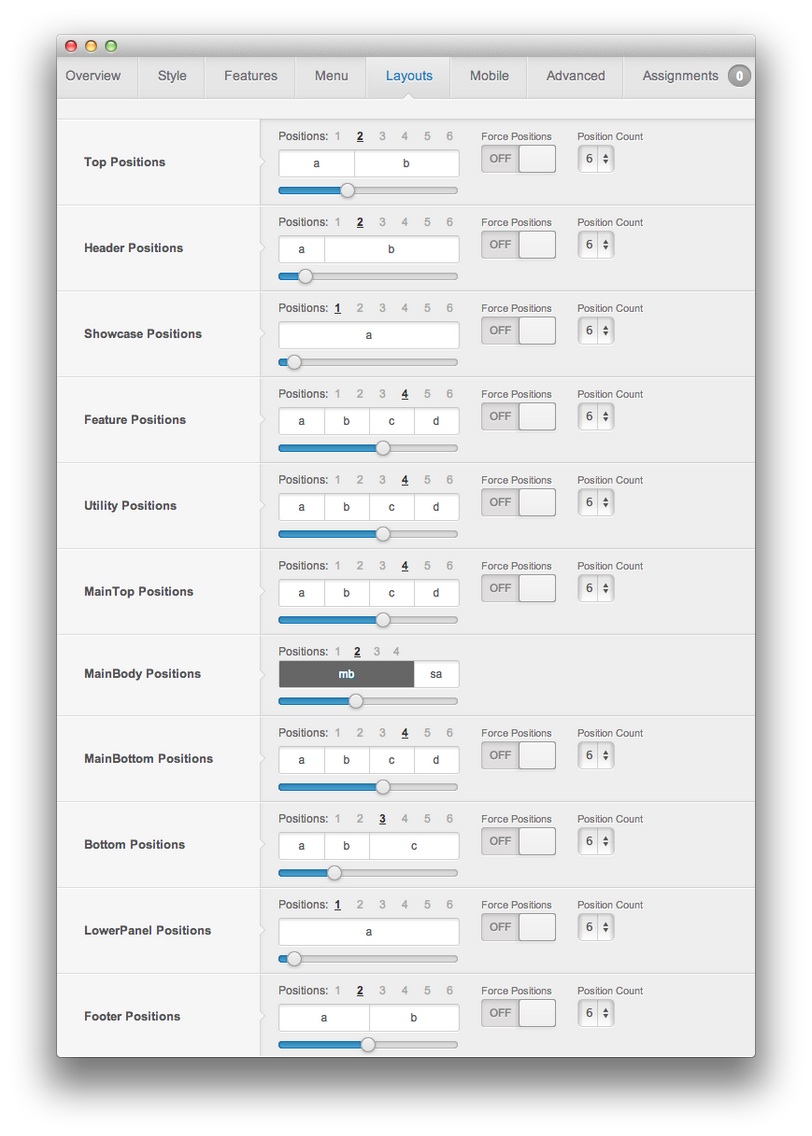 Overview Style Features Menu Layouts Mobile Advanced Assignments 0
Positions: 1 2 3 4 5 6 Force Positions Position Count
Top Positions a b OFF 6
Positions: 1 2 3 4 5 6 Force Positions Position Count
Header Positions a b OFF 6
Positions: 1 2 3 4 5 6 Force Positions Position Count
Showcase Positions a OFF 6
Positions: 1 2 3 4 5 6 Force Positions Position Count
Feature Positions a b c d OFF 6
Positions: 1 2 3 4 5 6 Force Positions Position Count
Utility Positions a b c d OFF 6
Positions: 1 2 3 4 5 6 Force Positions Position Count
MainTop Positions a b c d OFF 6
Positions: 1 2 3 4
MainBody Positions mb sa
Positions: 1 2 3 4 5 6 Force Positions Position Count
MainBottom Positions a b c d OFF 6
Positions: 1 2 3 4 5 6 Force Positions Position Count
Bottom Positions a b c OFF 6
Positions: 1 2 3 4 5 6 Force Positions Position Count
LowerPanel Positions a OFF 6
Positions: 1 2 3 4 5 6 Force Positions Position Count
Footer Positions a b OFF 6